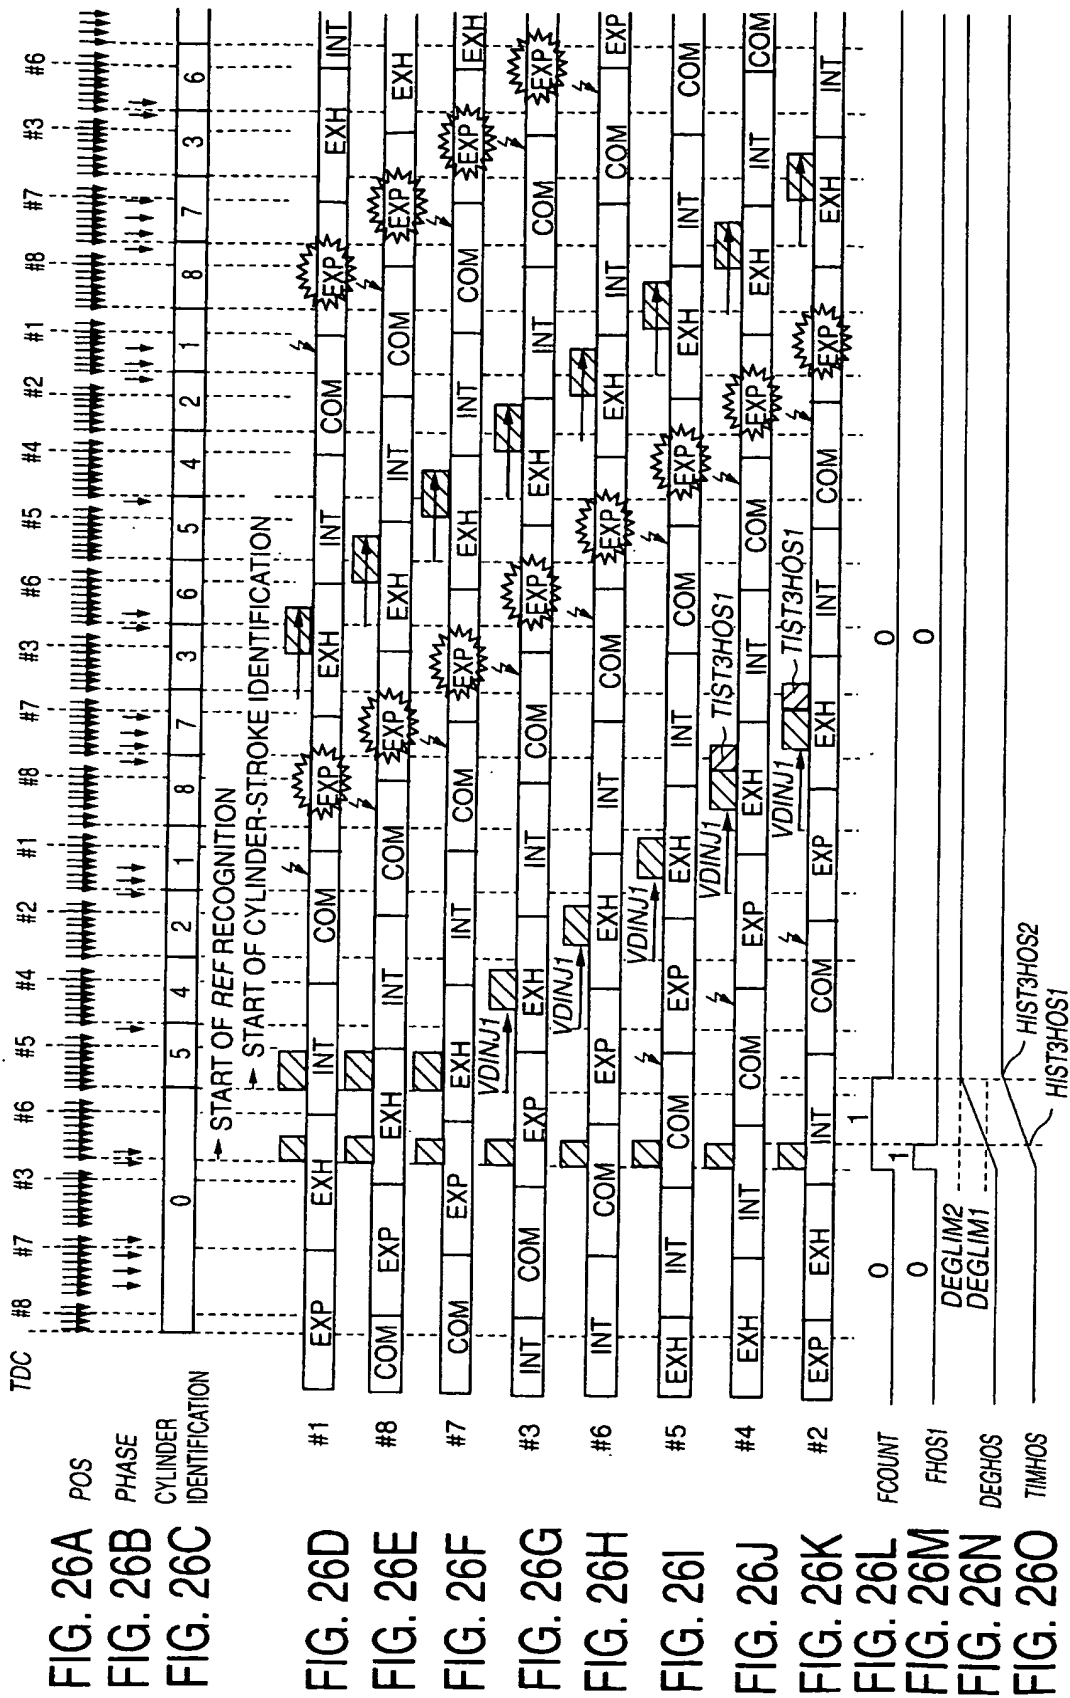 TDC #8 #7 #3 #6 #5 #4 #2 #1 #8 #7 #3 #6 #5 #4 #2 #1 #8 #7 #3 #6
FIG. 26A POS
FIG. 26B PHASE
FIG. 26C CYLINDER IDENTIFICATION 0 5 4 2 1 8 7 3 6 5 4 2 1 8 7 3 6
START OF REF RECOGNITION
START OF CYLINDER-STROKE IDENTIFICATION
FIG. 26D #1 EXP EXH INT COM EXP EXH INT COM EXP EXH INT
FIG. 26E #8 COM EXP EXH INT COM EXP EXH INT COM EXP EXH
FIG. 26F #7 COM EXP EXH INT COM EXP EXH INT COM EXP EXH
VDINJ1
FIG. 26G #3 INT COM EXP EXH INT COM EXP EXH INT COM EXP
VDINJ1
FIG. 26H #6 INT COM EXP EXH INT COM EXP EXH INT COM EXP
VDINJ1
FIG. 26I #5 EXH INT COM EXP EXH INT COM EXP EXH INT COM
VDINJ1 TIST3HOS1
FIG. 26J #4 EXH INT COM EXP EXH INT COM EXP EXH INT COM
VDINJ1 TIST3HOS1
FIG. 26K #2 EXP EXH INT COM EXP EXH INT COM EXP EXH INT
FIG. 26L FCOUNT 0 1 0
FIG. 26M FHOS1 0 1 0
DEGLIM2
DEGLIM1
FIG. 26N DEGHOS
FIG. 26O TIMHOS
HIST3HOS2
HIST3HOS1